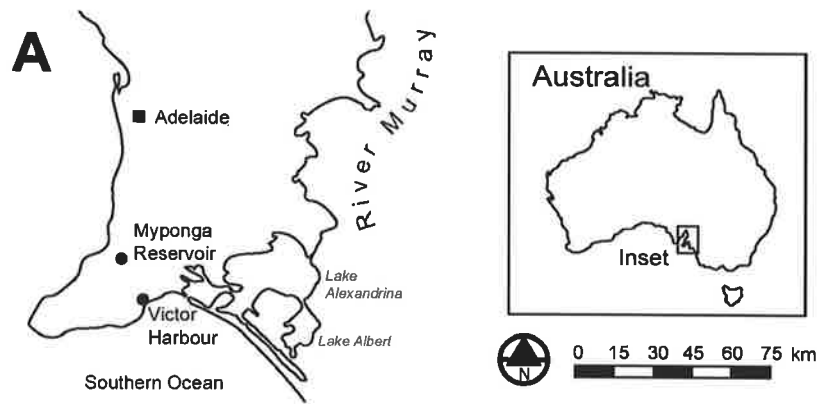 A
Adelaide
River Murray
Myponga
Reservoir
Lake
Alexandrina
Victor
Harbour
Lake Albert
Southern Ocean
Australia
Inset
N
0 15 30 45 60 75 km